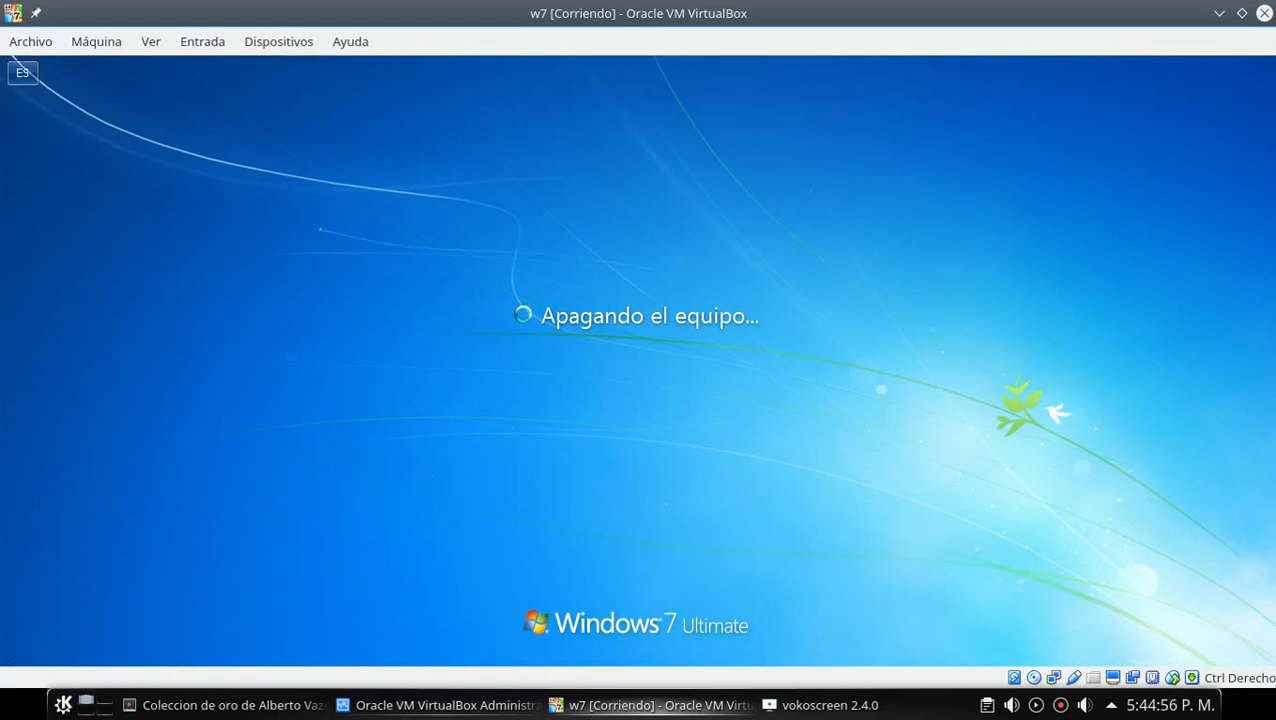 w7 [Corriendo] - Oracle VM VirtualBox
Archivo Máquina Ver Entrada Dispositivos Ayuda
ES
Apagando el equipo...
Windows 7 Ultimate
Ctrl Derecho
Coleccion de oro de Alberto Vazq Oracle VM VirtualBox Administra w7 [Corriendo] - Oracle VM Virtu vokoscreen 2.4.0 5:44:56 P. M.